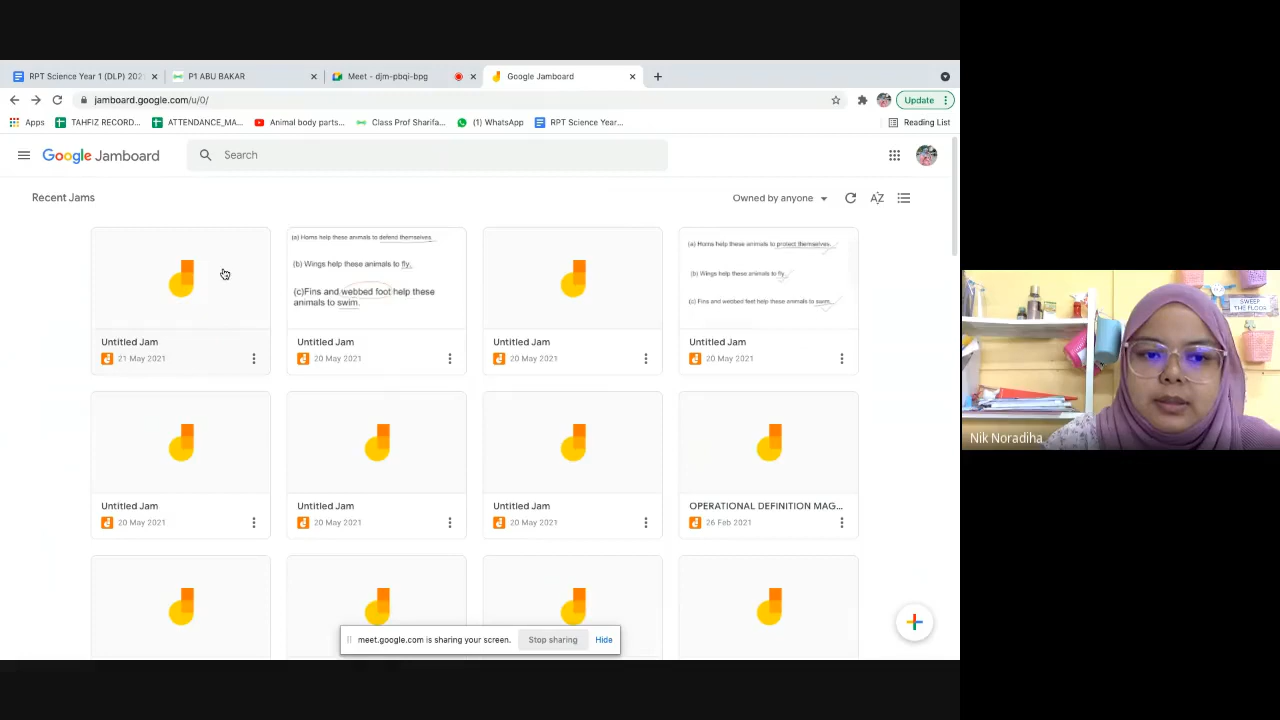 RPT Science Year 1 (DLP) 202
P1 ABU BAKAR
Meet - djm-pbqi-bpg
Google Jamboard
jamboard.google.com/u/0/
Update
Apps
TAHFIZ RECORD...
ATTENDANCE_MA...
Animal body parts...
Class Prof Sharifa...
(1) WhatsApp
RPT Science Year...
Reading List
Google Jamboard
Search
Recent Jams
Owned by anyone
(a) Horns help these animals to defend themselves.
(b) Wings help these animals to fly.
(c)Fins and webbed foot help these
animals to swim.
(a) Horns help these animals to protect themselves.
(b) Wings help these animals to fly.
(c) Fins and webbed feet help these animals to swim.
Untitled Jam
21 May 2021
Untitled Jam
20 May 2021
Untitled Jam
20 May 2021
Untitled Jam
20 May 2021
Untitled Jam
20 May 2021
Untitled Jam
20 May 2021
Untitled Jam
20 May 2021
OPERATIONAL DEFINITION MAG...
26 Feb 2021
meet.google.com is sharing your screen.
Stop sharing
Hide
SWEEP
THE FLOOR
Nik Noradiha